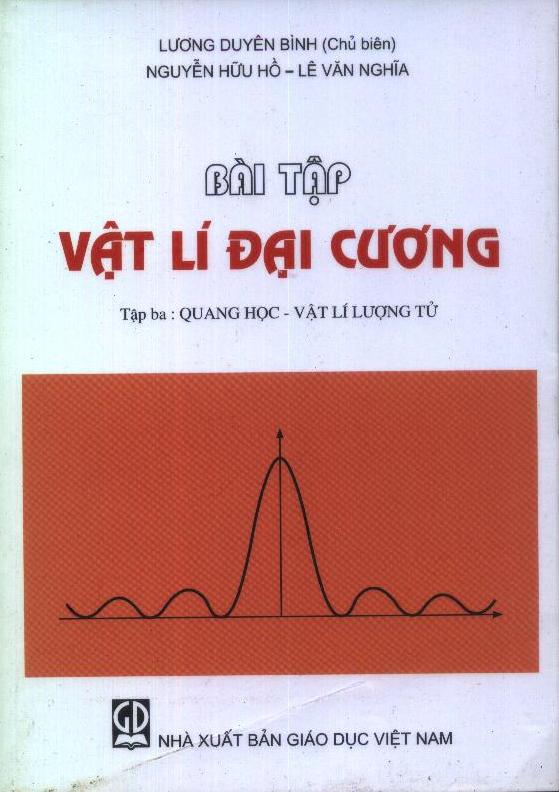 LƯƠNG DUYÊN BÌNH (Chủ biên)
NGUYỄN HỮU HỒ – LÊ VĂN NGHĨA
BÀI TẬP
VẬT LÍ ĐẠI CƯƠNG
Tập ba : QUANG HỌC - VẬT LÍ LƯỢNG TỬ
GD
NHÀ XUẤT BẢN GIÁO DỤC VIỆT NAM